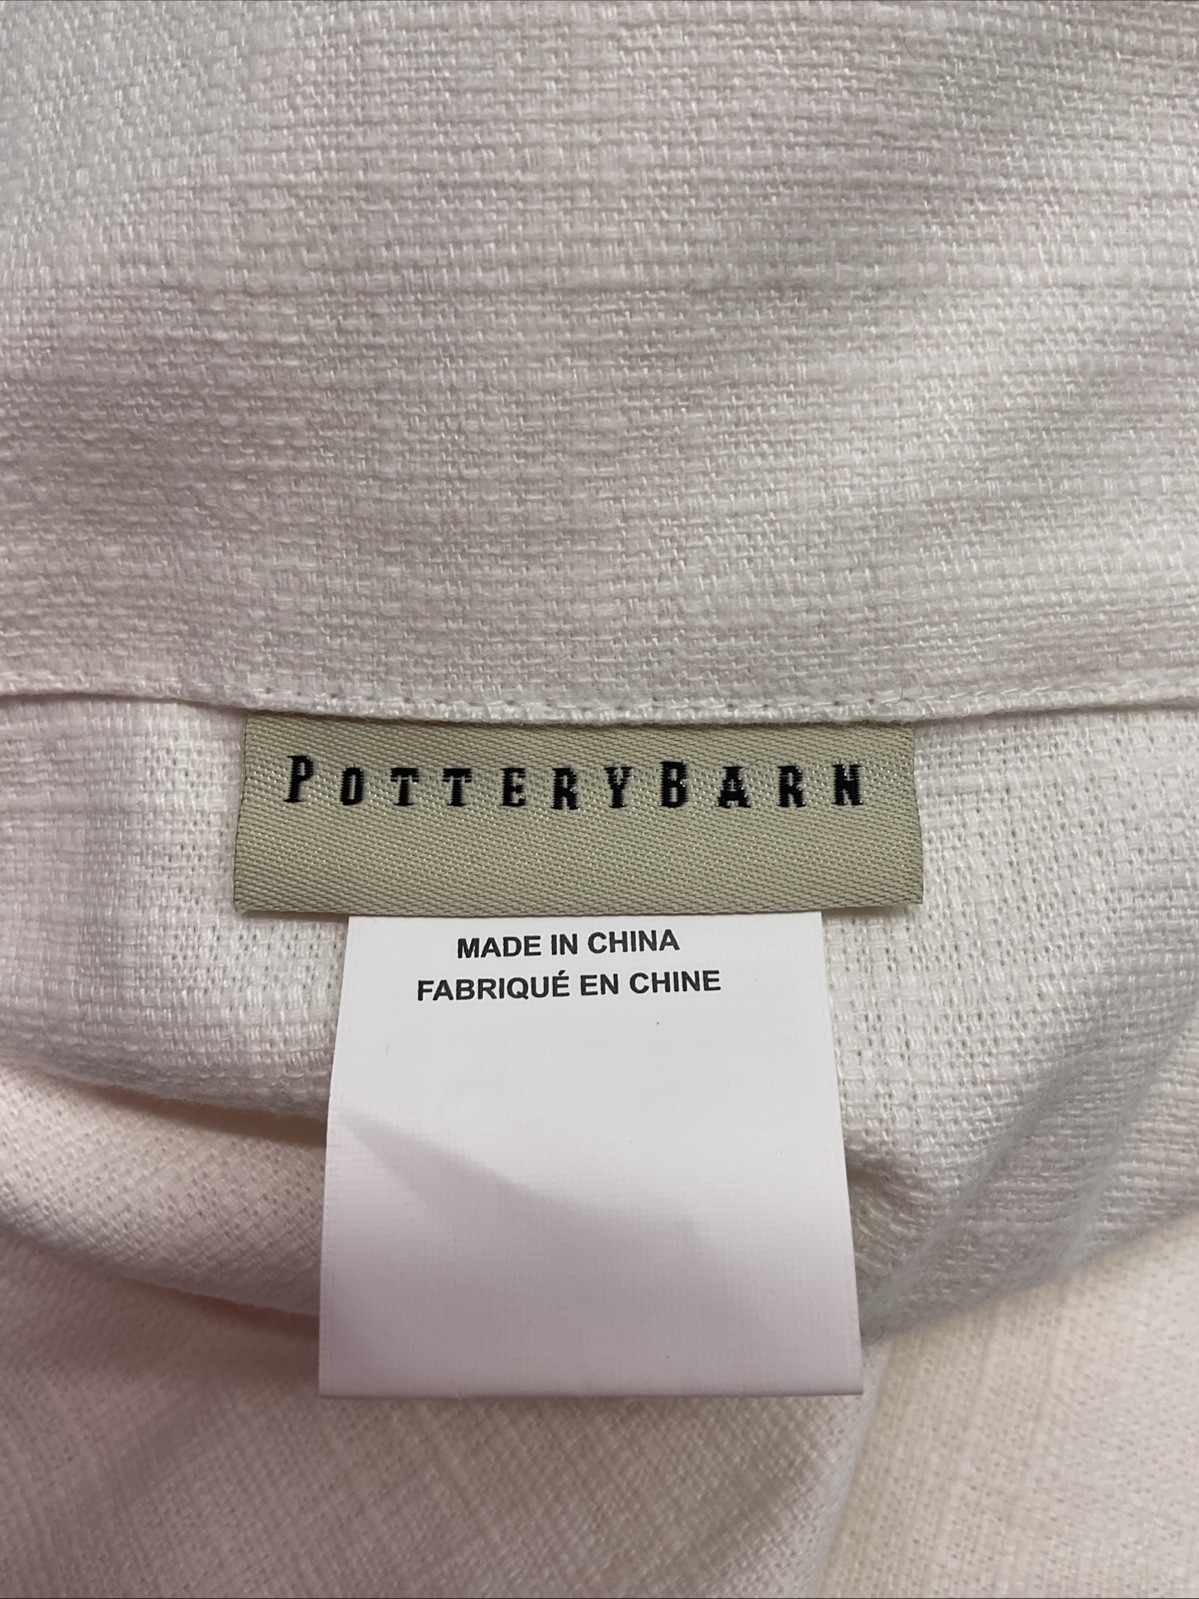 POTTERYBARN
MADE IN CHINA
FABRIQUÉ EN CHINE